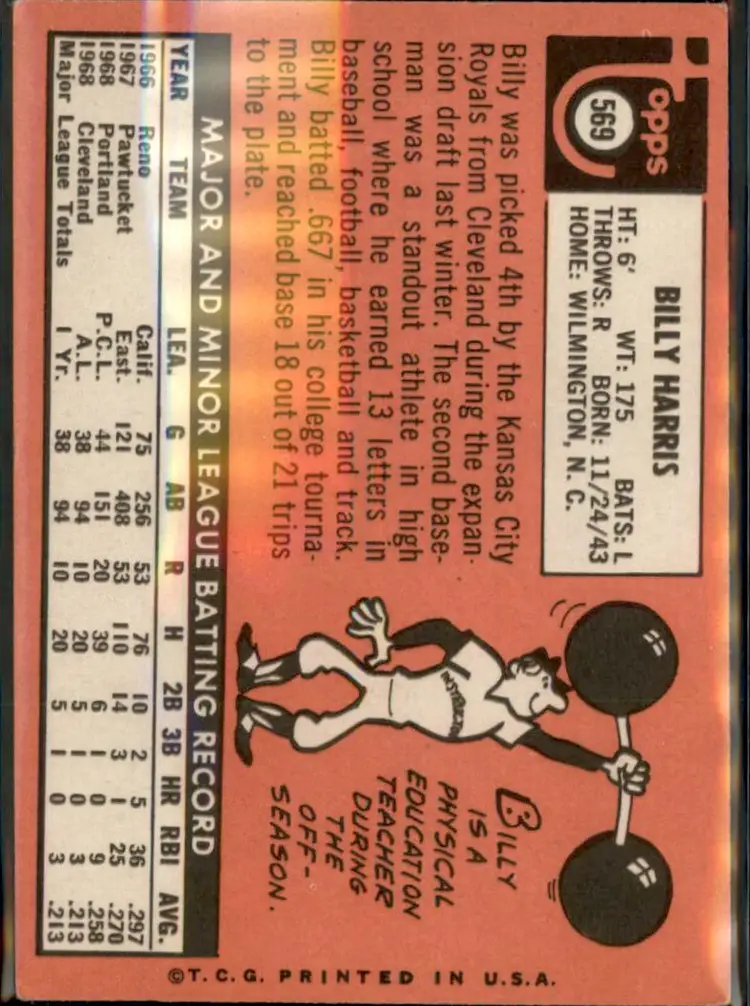 Topps
569
BILLY HARRIS
HT: 6' WT: 175 BATS: L
THROWS: R BORN: 11/24/43
HOME: WILMINGTON, N. C.
Billy was picked 4th by the Kansas City
Royals from Cleveland during the expan-
sion draft last winter. The second base-
man was a standout athlete in high
school where he earned 13 letters in
baseball, football, basketball and track.
Billy batted .667 in his college tourna-
ment and reached base 18 out of 21 trips
to the plate.
INSTRUCTOR
BILLY
IS A
PHYSICAL
EDUCATION
TEACHER
DURING
THE
OFF-
SEASON.
MAJOR AND MINOR LEAGUE BATTING RECORD
YEAR TEAM LEA. G AB R H 2B 3B HR RBI AVG.
1966 Reno Calif. 75 256 53 76 10 2 5 36 .297
1967 Pawtucket East. 121 408 53 110 14 3 1 25 .270
1968 Portland P.C.L. 44 151 20 39 6 1 0 9 .258
1968 Cleveland A.L. 38 94 10 20 5 1 0 3 .213
Major League Totals 1 Yr. 38 94 10 20 5 1 0 3 .213
©T. C. G. PRINTED IN U.S.A.